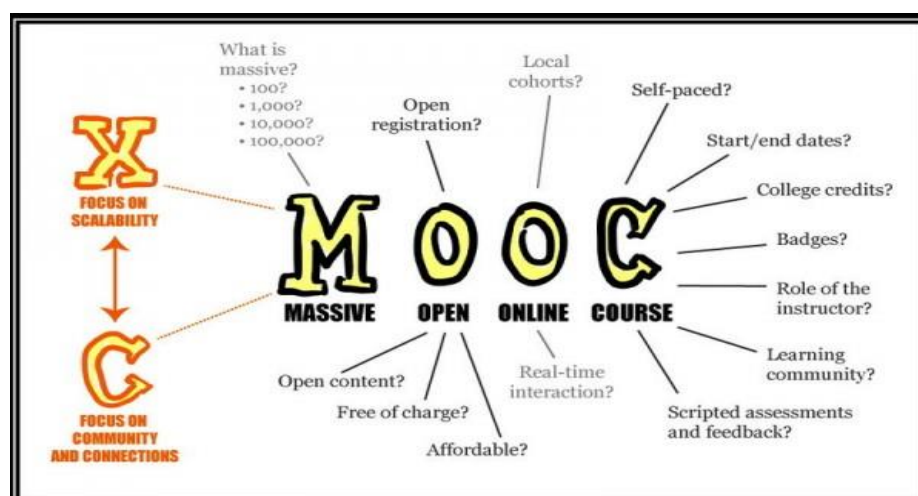 What is
massive?
• 100?
• 1,000?
• 10,000?
• 100,000?
Open
registration?
Local
cohorts?
Self-paced?
Start/end dates?
College credits?
Badges?
Role of the
instructor?
Learning
community?
Scripted assessments
and feedback?
X
FOCUS ON
SCALABILITY
C
FOCUS ON
COMMUNITY
AND CONNECTIONS
MOOC
MASSIVE OPEN ONLINE COURSE
Open content?
Free of charge?
Affordable?
Real-time
interaction?